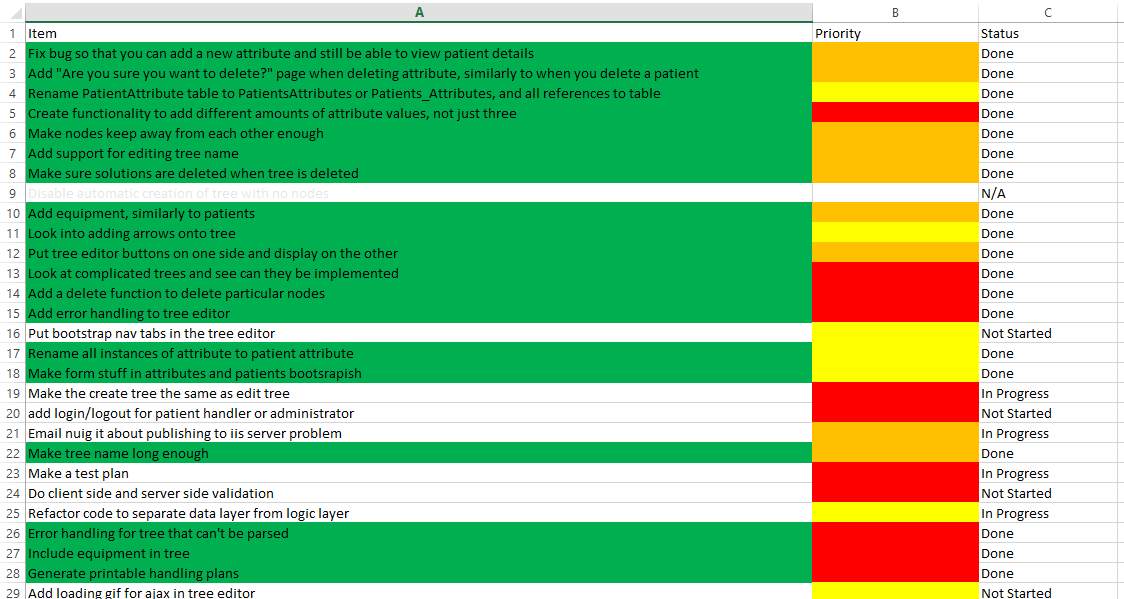 A B C
1 Item Priority Status
2 Fix bug so that you can add a new attribute and still be able to view patient details Done
3 Add "Are you sure you want to delete?" page when deleting attribute, similarly to when you delete a patient Done
4 Rename PatientAttribute table to PatientsAttributes or Patients_Attributes, and all references to table Done
5 Create functionality to add different amounts of attribute values, not just three Done
6 Make nodes keep away from each other enough Done
7 Add support for editing tree name Done
8 Make sure solutions are deleted when tree is deleted Done
9 Disable automatic creation of tree with no nodes N/A
10 Add equipment, similarly to patients Done
11 Look into adding arrows onto tree Done
12 Put tree editor buttons on one side and display on the other Done
13 Look at complicated trees and see can they be implemented Done
14 Add a delete function to delete particular nodes Done
15 Add error handling to tree editor Done
16 Put bootstrap nav tabs in the tree editor Not Started
17 Rename all instances of attribute to patient attribute Done
18 Make form stuff in attributes and patients bootsrapish Done
19 Make the create tree the same as edit tree In Progress
20 add login/logout for patient handler or administrator Not Started
21 Email nuig it about publishing to iis server problem In Progress
22 Make tree name long enough Done
23 Make a test plan In Progress
24 Do client side and server side validation Not Started
25 Refactor code to separate data layer from logic layer In Progress
26 Error handling for tree that can't be parsed Done
27 Include equipment in tree Done
28 Generate printable handling plans Done
29 Add loading gif for ajax in tree editor Not Started